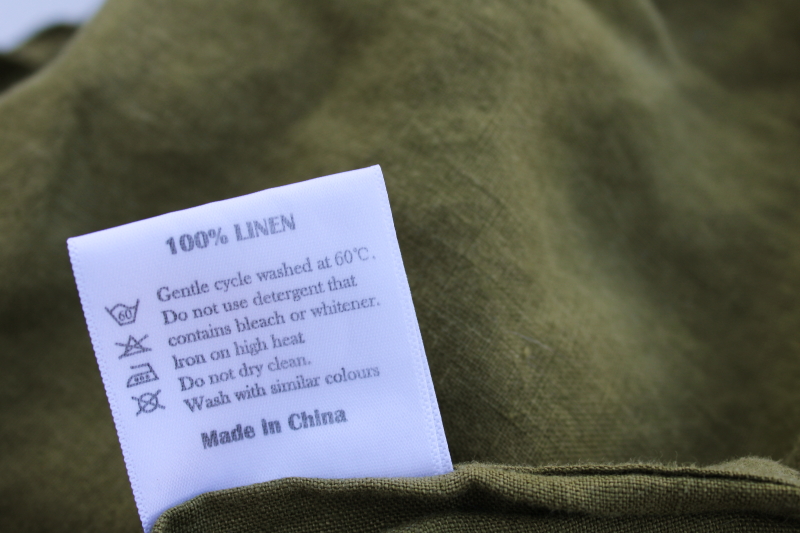 100% LINEN
Gentle cycle washed at 60℃.
Do not use detergent that
contains bleach or whitener.
Iron on high heat
Do not dry clean.
Wash with similar colours
60
Made in China